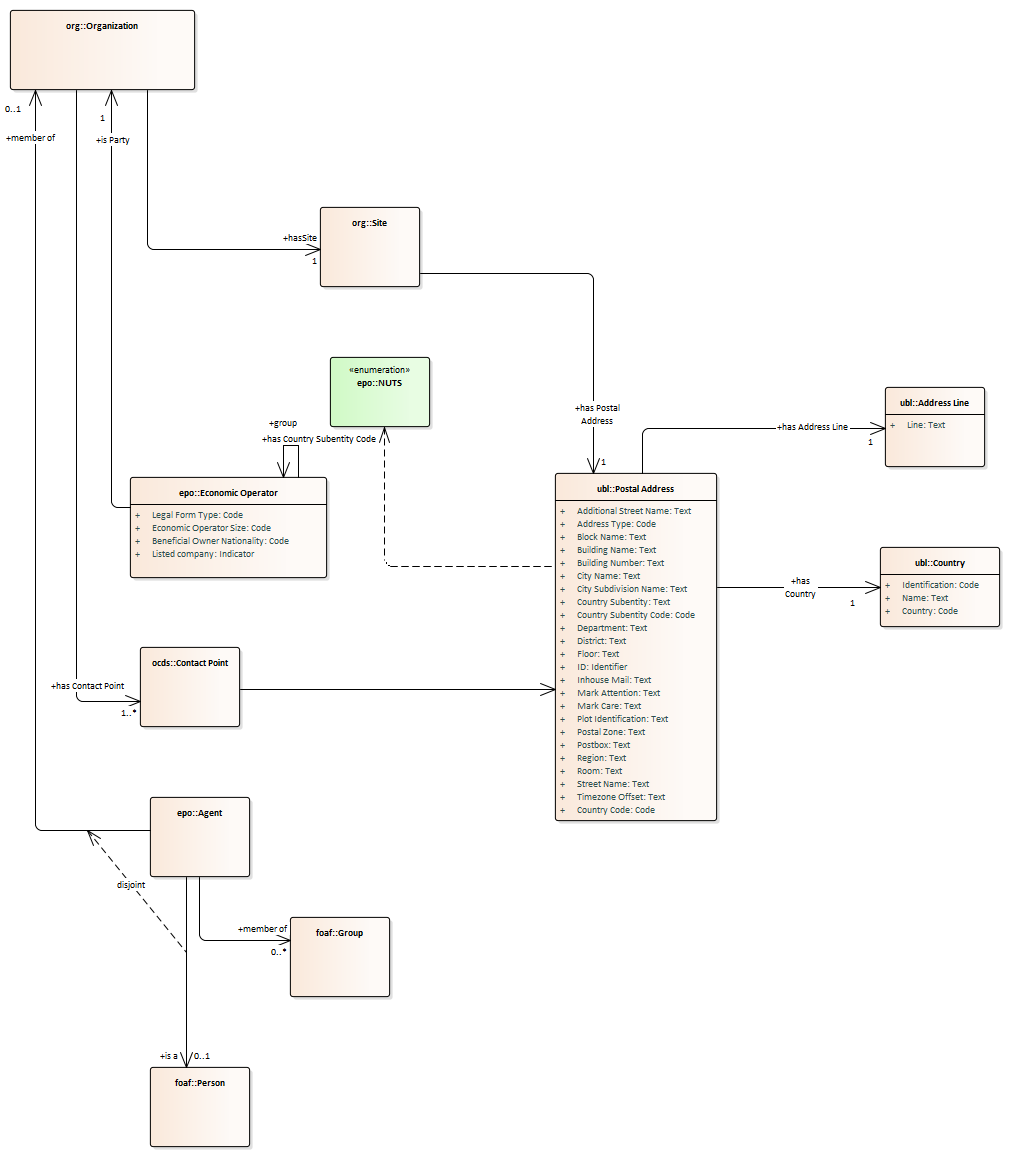 org::Organization
0..1
1
+member of
+is Party
org::Site
+hasSite
1
«enumeration»
epo::NUTS
+has Postal
Address
1
ubl::Address Line
+ Line: Text
+has Address Line
1
+group
+has Country Subentity Code
epo::Economic Operator
+ Legal Form Type: Code
+ Economic Operator Size: Code
+ Beneficial Owner Nationality: Code
+ Listed company: Indicator
ubl::Postal Address
+ Additional Street Name: Text
+ Address Type: Code
+ Block Name: Text
+ Building Name: Text
+ Building Number: Text
+ City Name: Text
+ City Subdivision Name: Text
+ Country Subentity: Text
+ Country Subentity Code: Code
+ Department: Text
+ District: Text
+ Floor: Text
+ ID: Identifier
+ Inhouse Mail: Text
+ Mark Attention: Text
+ Mark Care: Text
+ Plot Identification: Text
+ Postal Zone: Text
+ Postbox: Text
+ Region: Text
+ Room: Text
+ Street Name: Text
+ Timezone Offset: Text
+ Country Code: Code
+has
Country
1
ubl::Country
+ Identification: Code
+ Name: Text
+ Country: Code
ocds::Contact Point
+has Contact Point
1..*
epo::Agent
disjoint
+member of
0..*
foaf::Group
+is a
0..1
foaf::Person